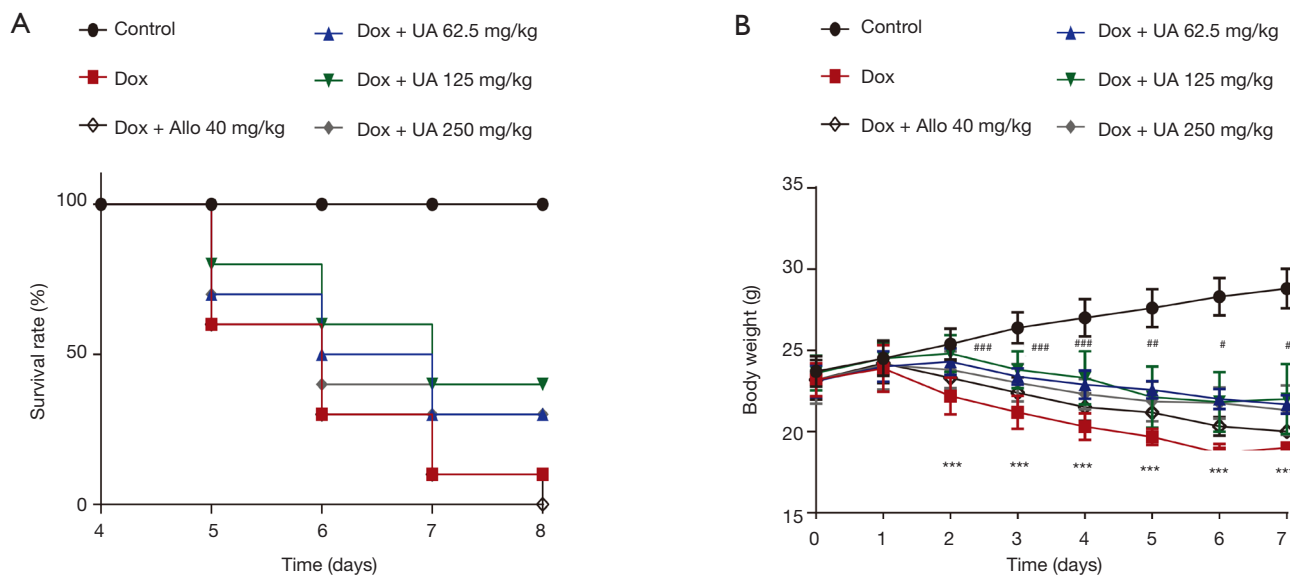 A
Control
Dox + UA 62.5 mg/kg
Dox
Dox + UA 125 mg/kg
Dox + Allo 40 mg/kg
Dox + UA 250 mg/kg
Survival rate (%)
100
50
0
4 5 6 7 8
Time (days)
B
Control
Dox + UA 62.5 mg/kg
Dox
Dox + UA 125 mg/kg
Dox + Allo 40 mg/kg
Dox + UA 250 mg/kg
Body weight (g)
35
30
25
20
15
### ### ### ## # #
*** *** *** *** *** ***
0 1 2 3 4 5 6 7
Time (days)